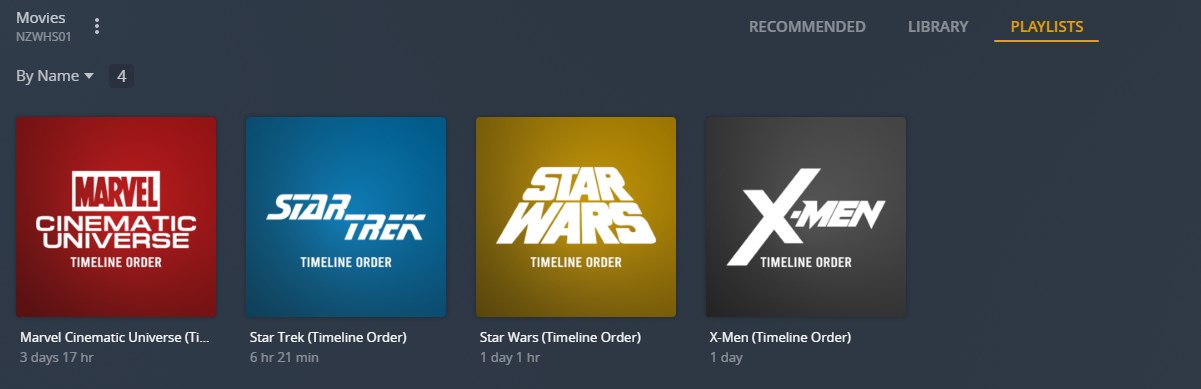 Movies
NZWHS01
RECOMMENDED LIBRARY PLAYLISTS
By Name 4
MARVEL
CINEMATIC
UNIVERSE
TIMELINE ORDER
STAR
TREK
TIMELINE ORDER
STAR
WARS
TIMELINE ORDER
X-MEN
TIMELINE ORDER
Marvel Cinematic Universe (Ti...
3 days 17 hr
Star Trek (Timeline Order)
6 hr 21 min
Star Wars (Timeline Order)
1 day 1 hr
X-Men (Timeline Order)
1 day